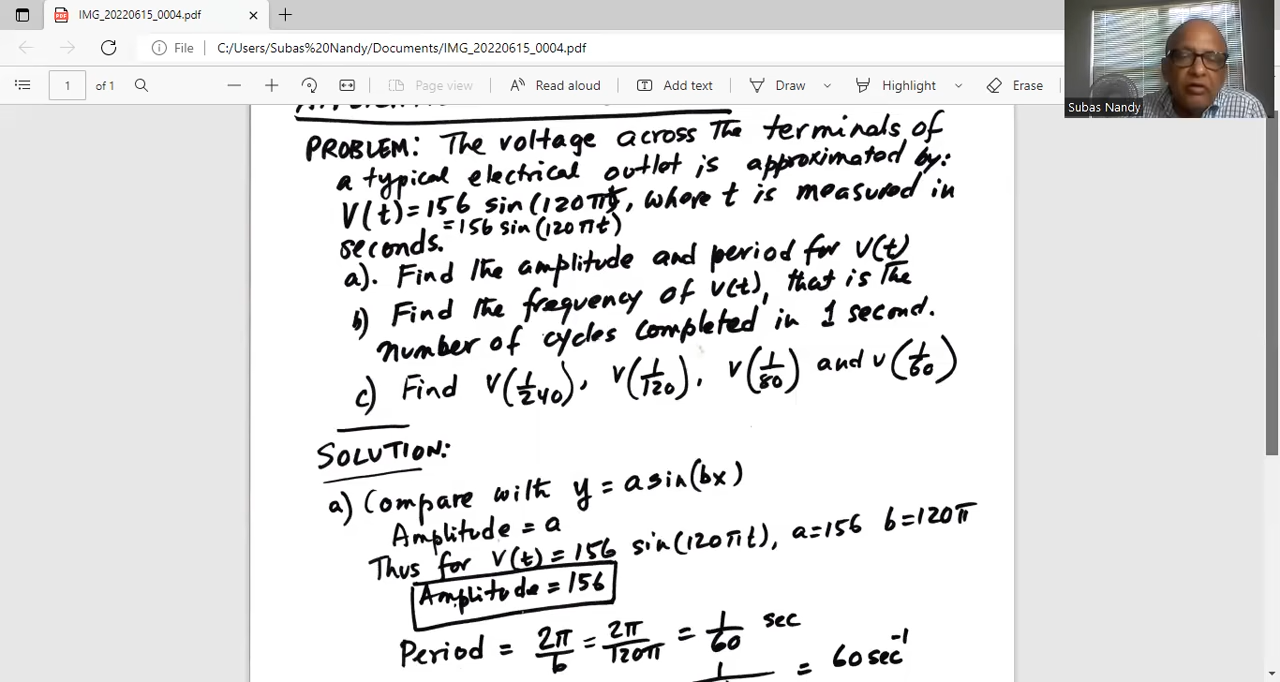 IMG_20220615_0004.pdf
File C:/Users/Subas%20Nandy/Documents/IMG_20220615_0004.pdf
1 of 1 Page view Read aloud Add text Draw Highlight Erase
Subas Nandy
PROBLEM: The voltage across the terminals of
a typical electrical outlet is approximated by:
V(t) = 156 sin(120πt, where t is measured in
= 156 sin(120πt)
seconds.
a). Find the amplitude and period for V(t)
b) Find the frequency of V(t), that is the
number of cycles completed in 1 second.
c) Find V(1/240), V(1/120), V(1/80) and V(1/60)
SOLUTION:
a) Compare with y = a sin(bx)
Amplitude = a
Thus for V(t) = 156 sin(120πt), a=156 b=120π
Amplitude = 156
Period = 2π/b = 2π/120π = 1/60 sec
1 = 60 sec⁻¹